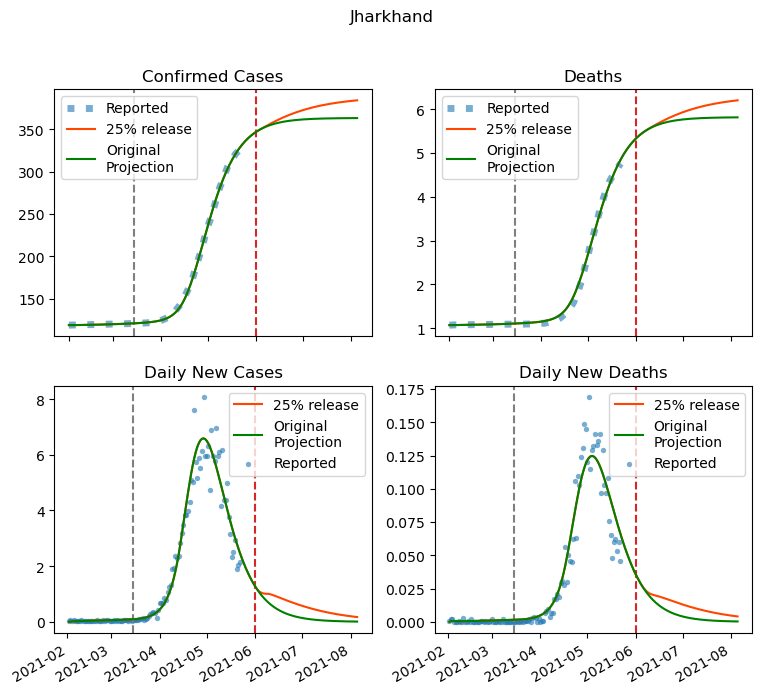 Jharkhand
Confirmed Cases
Reported
25% release
Original
Projection
350
300
250
200
150
Deaths
Reported
25% release
Original
Projection
6
5
4
3
2
1
Daily New Cases
25% release
Original
Projection
Reported
8
6
4
2
0
2021-02
2021-03
2021-04
2021-05
2021-06
2021-07
2021-08
Daily New Deaths
25% release
Original
Projection
Reported
0.175
0.150
0.125
0.100
0.075
0.050
0.025
0.000
2021-02
2021-03
2021-04
2021-05
2021-06
2021-07
2021-08